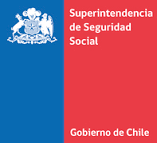 Superintendencia
de Seguridad
Social
Gobierno de Chile